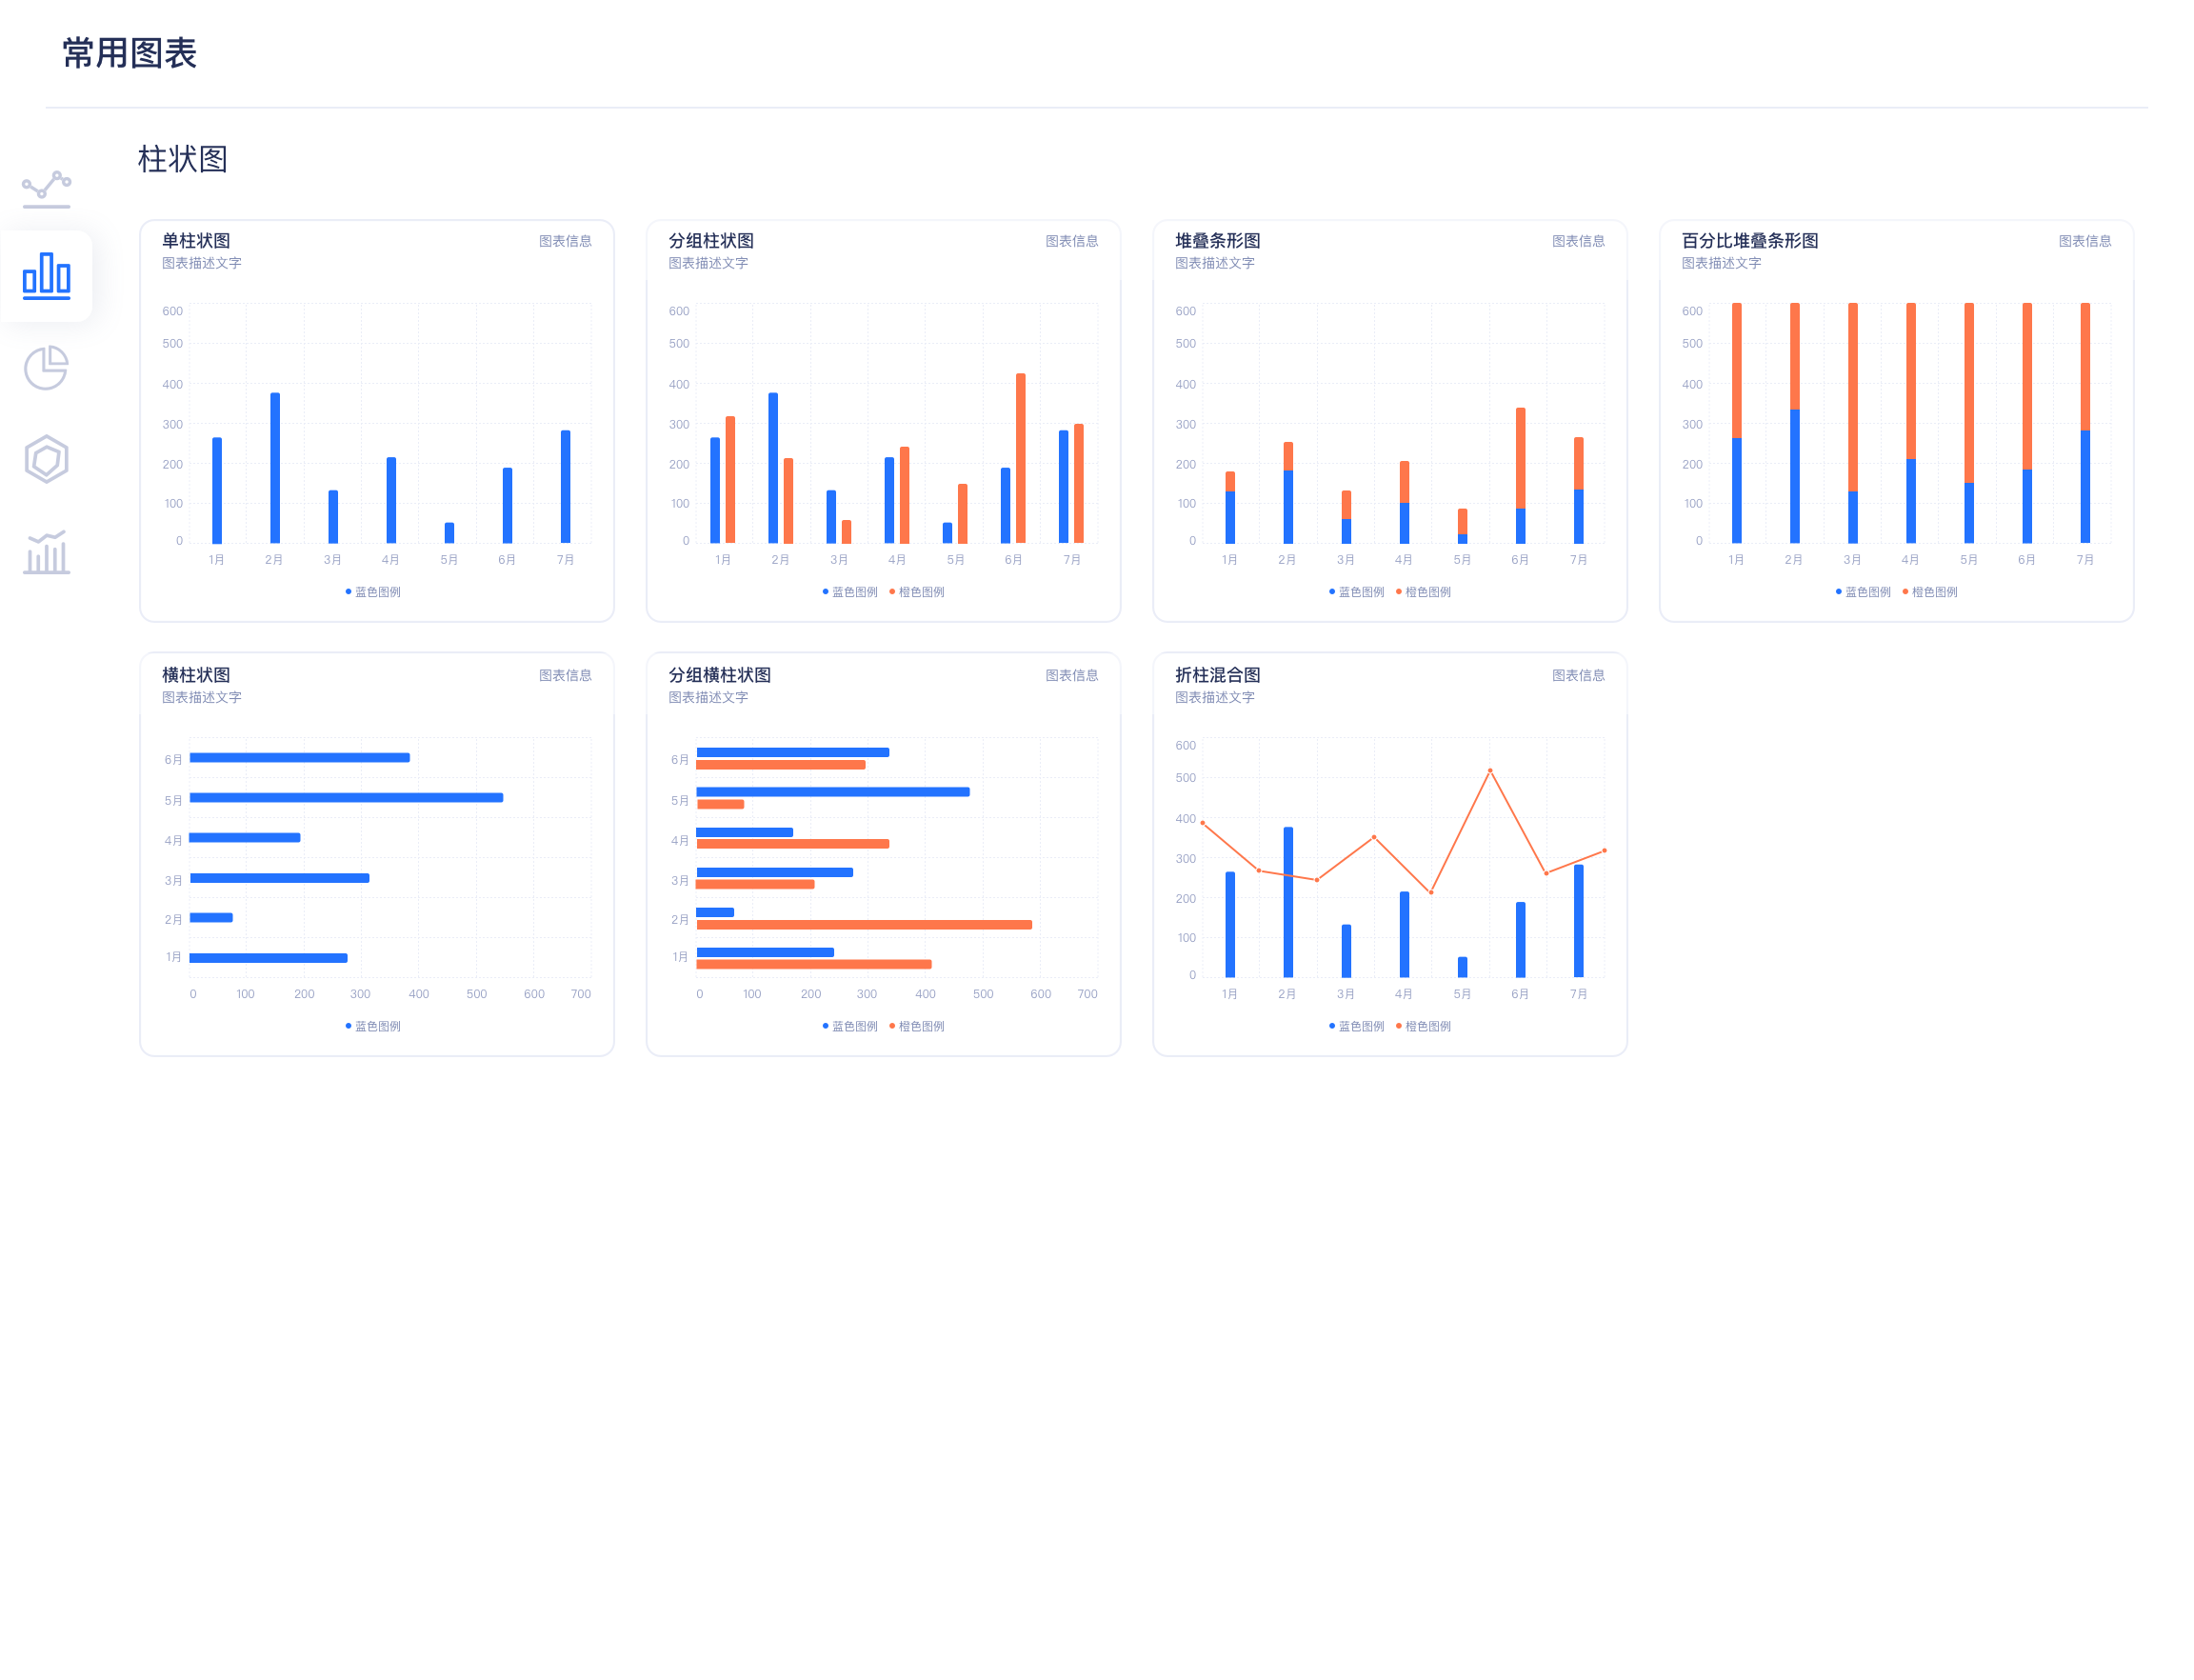 常用图表
柱状图
单柱状图 图表信息
图表描述文字
600
500
400
300
200
100
0
1月 2月 3月 4月 5月 6月 7月
蓝色图例
分组柱状图 图表信息
图表描述文字
600
500
400
300
200
100
0
1月 2月 3月 4月 5月 6月 7月
蓝色图例 橙色图例
堆叠条形图 图表信息
图表描述文字
600
500
400
300
200
100
0
1月 2月 3月 4月 5月 6月 7月
蓝色图例 橙色图例
百分比堆叠条形图 图表信息
图表描述文字
600
500
400
300
200
100
0
1月 2月 3月 4月 5月 6月 7月
蓝色图例 橙色图例
横柱状图 图表信息
图表描述文字
6月
5月
4月
3月
2月
1月
0 100 200 300 400 500 600 700
蓝色图例
分组横柱状图 图表信息
图表描述文字
6月
5月
4月
3月
2月
1月
0 100 200 300 400 500 600 700
蓝色图例 橙色图例
折柱混合图 图表信息
图表描述文字
600
500
400
300
200
100
0
1月 2月 3月 4月 5月 6月 7月
蓝色图例 橙色图例